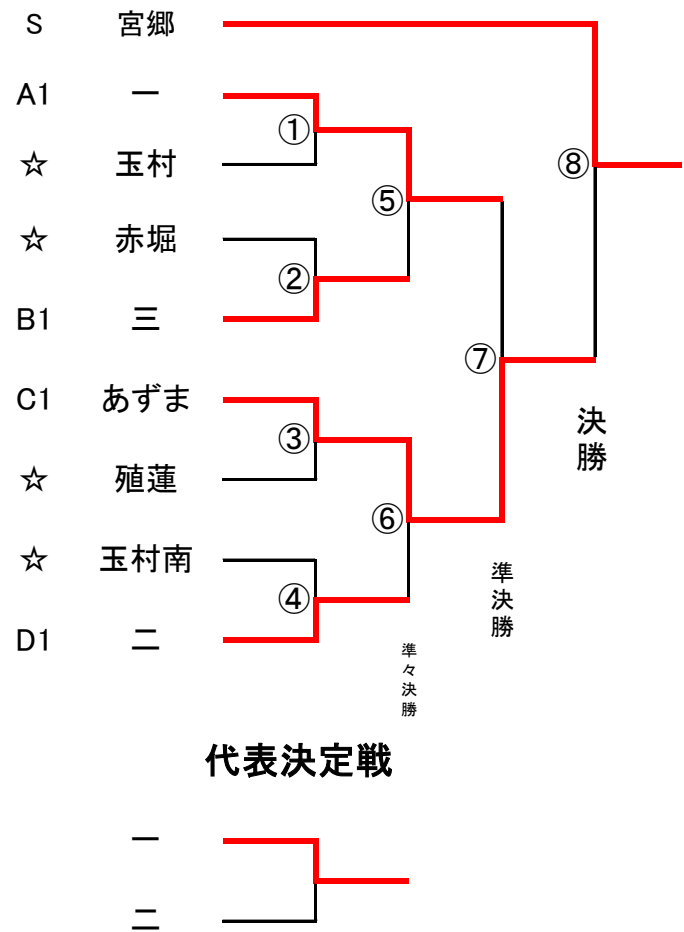 S 宮郷
A1 一
①
☆ 玉村
⑧
⑤
☆ 赤堀
②
B1 三
⑦
C1 あずま
決勝
③
☆ 殖蓮
⑥
☆ 玉村南
準決勝
④
D1 二
準々決勝
代表決定戦
一
二